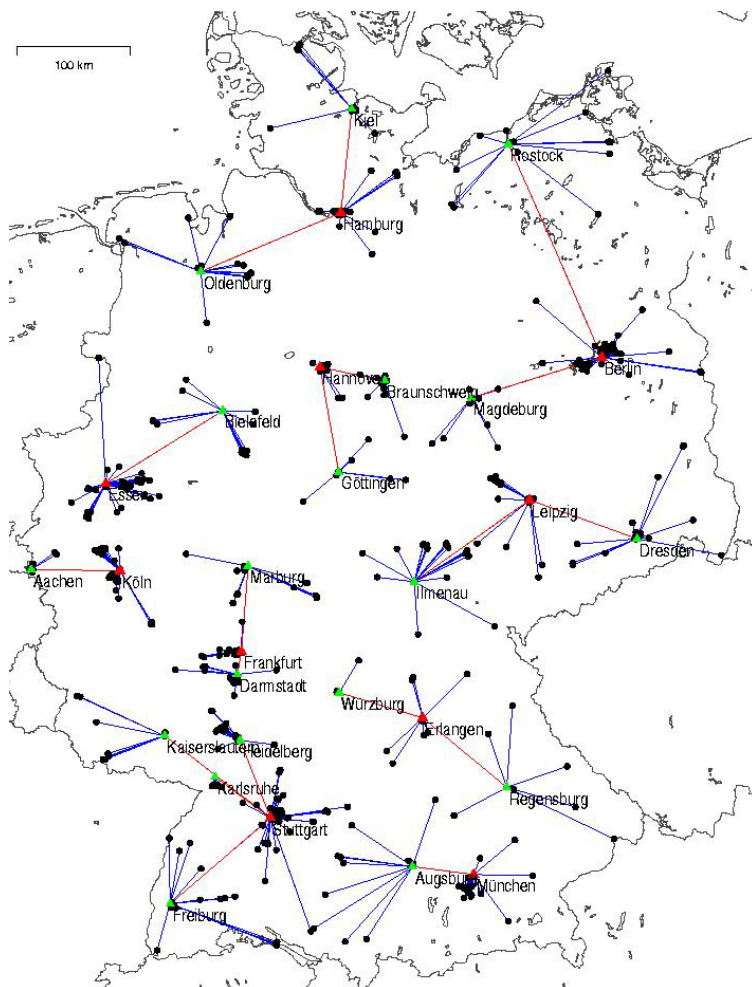 100 km
Kiel
Rostock
Hamburg
Oldenburg
Berlin
Hannover
Braunschweig
Magdeburg
Bielefeld
Göttingen
Essen
Leipzig
Dresden
Aachen
Köln
Marburg
Ilmenau
Frankfurt
Darmstadt
Würzburg
Erlangen
Kaiserslautern
Heidelberg
Karlsruhe
Regensburg
Stuttgart
Augsburg
München
Freiburg